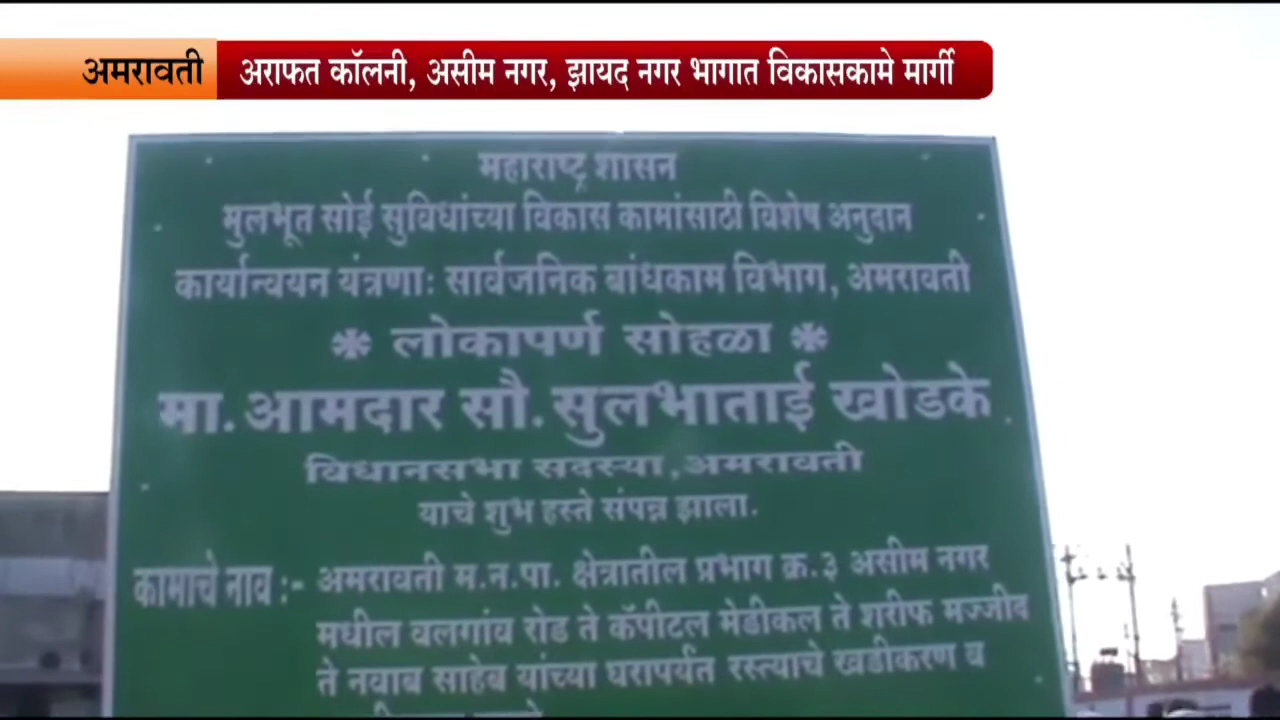 अमरावती
अराफत कॉलनी, असीम नगर, झायद नगर भागात विकासकामे मार्गी
महाराष्ट्र शासन
मुलभूत सोई सुविधांच्या विकास कामांसाठी विशेष अनुदान
कार्यान्वयन यंत्रणा: सार्वजनिक बांधकाम विभाग, अमरावती
* लोकापर्ण सोहळा *
मा. आमदार सौ. सुलभाताई खोडके
विधानसभा सदस्या, अमरावती
याचे शुभ हस्ते संपन्न झाला.
कामाचे नाव :- अमरावती म.न.पा. क्षेत्रातील प्रभाग क्र.३ असीम नगर
मधील वलगांव रोड ते कॅपीटल मेडीकल ते शरीफ मज्जीद
ते नवाब साहेब यांच्या घरापर्यत रस्त्याचे खडीकरण व